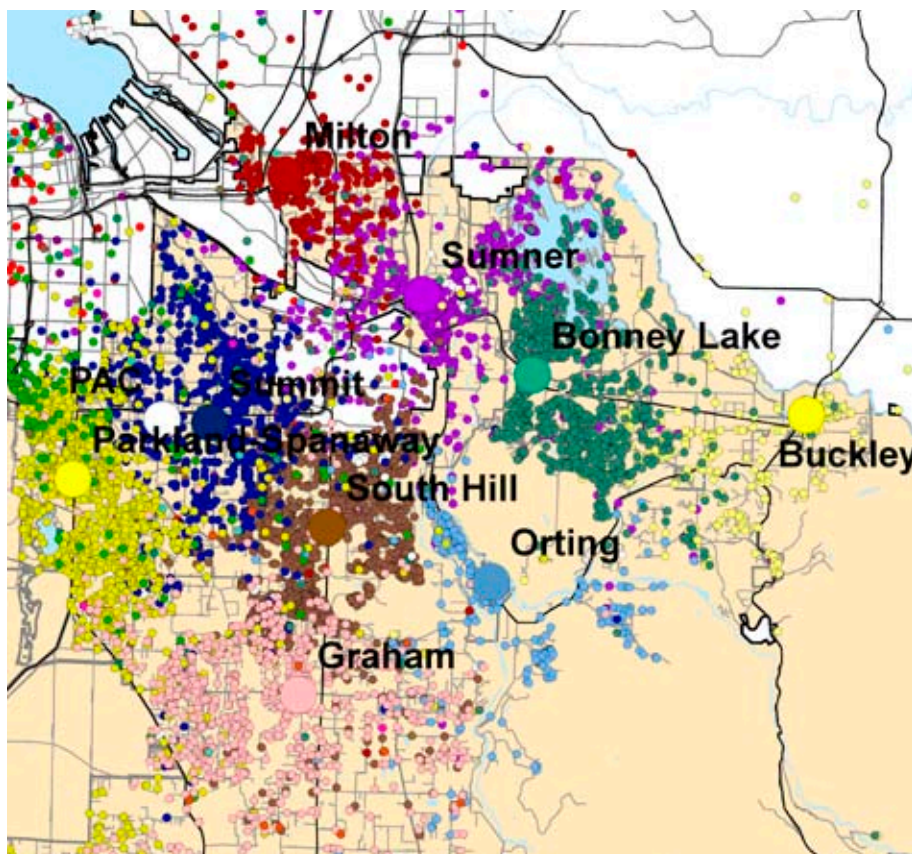 Milton
Sumner
Bonney Lake
PAC
Summit
Parkland-Spanaway
Buckley
South Hill
Orting
Graham